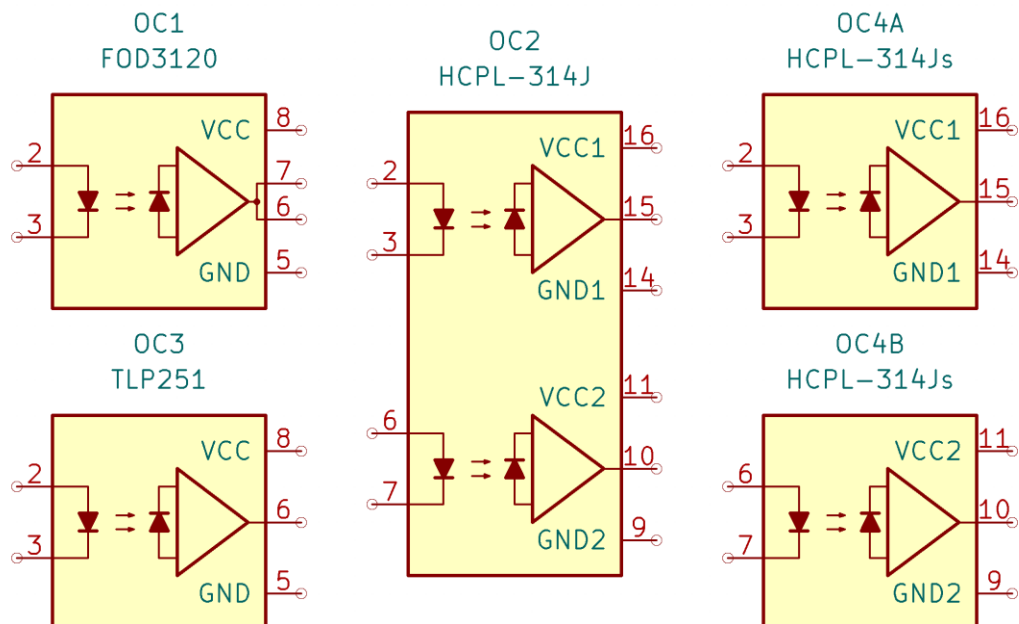 OC1
FOD3120
VCC
8
2
7
3
6
GND
5
OC2
HCPL-314J
16
VCC1
2
15
3
14
GND1
11
VCC2
6
10
7
9
GND2
OC4A
HCPL-314Js
16
VCC1
2
15
3
14
GND1
OC3
TLP251
VCC
8
2
6
3
GND
5
OC4B
HCPL-314Js
VCC2
11
6
10
7
GND2
9